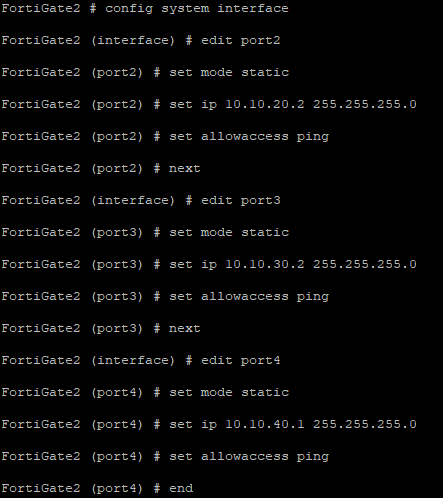 FortiGate2 # config system interface
FortiGate2 (interface) # edit port2
FortiGate2 (port2) # set mode static
FortiGate2 (port2) # set ip 10.10.20.2 255.255.255.0
FortiGate2 (port2) # set allowaccess ping
FortiGate2 (port2) # next
FortiGate2 (interface) # edit port3
FortiGate2 (port3) # set mode static
FortiGate2 (port3) # set ip 10.10.30.2 255.255.255.0
FortiGate2 (port3) # set allowaccess ping
FortiGate2 (port3) # next
FortiGate2 (interface) # edit port4
FortiGate2 (port4) # set mode static
FortiGate2 (port4) # set ip 10.10.40.1 255.255.255.0
FortiGate2 (port4) # set allowaccess ping
FortiGate2 (port4) # end